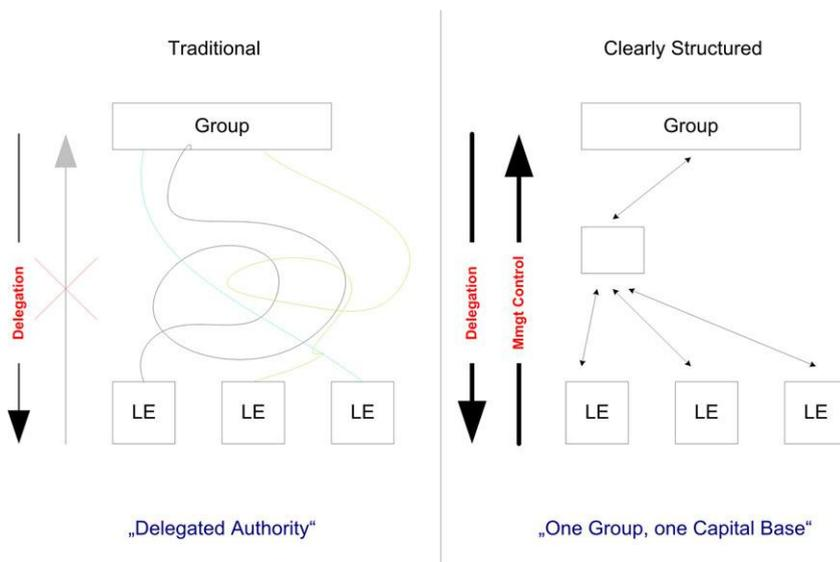 Traditional
Group
Delegation
LE
LE
LE
„Delegated Authority“
Clearly Structured
Group
Delegation
Mmgt Control
LE
LE
LE
„One Group, one Capital Base“